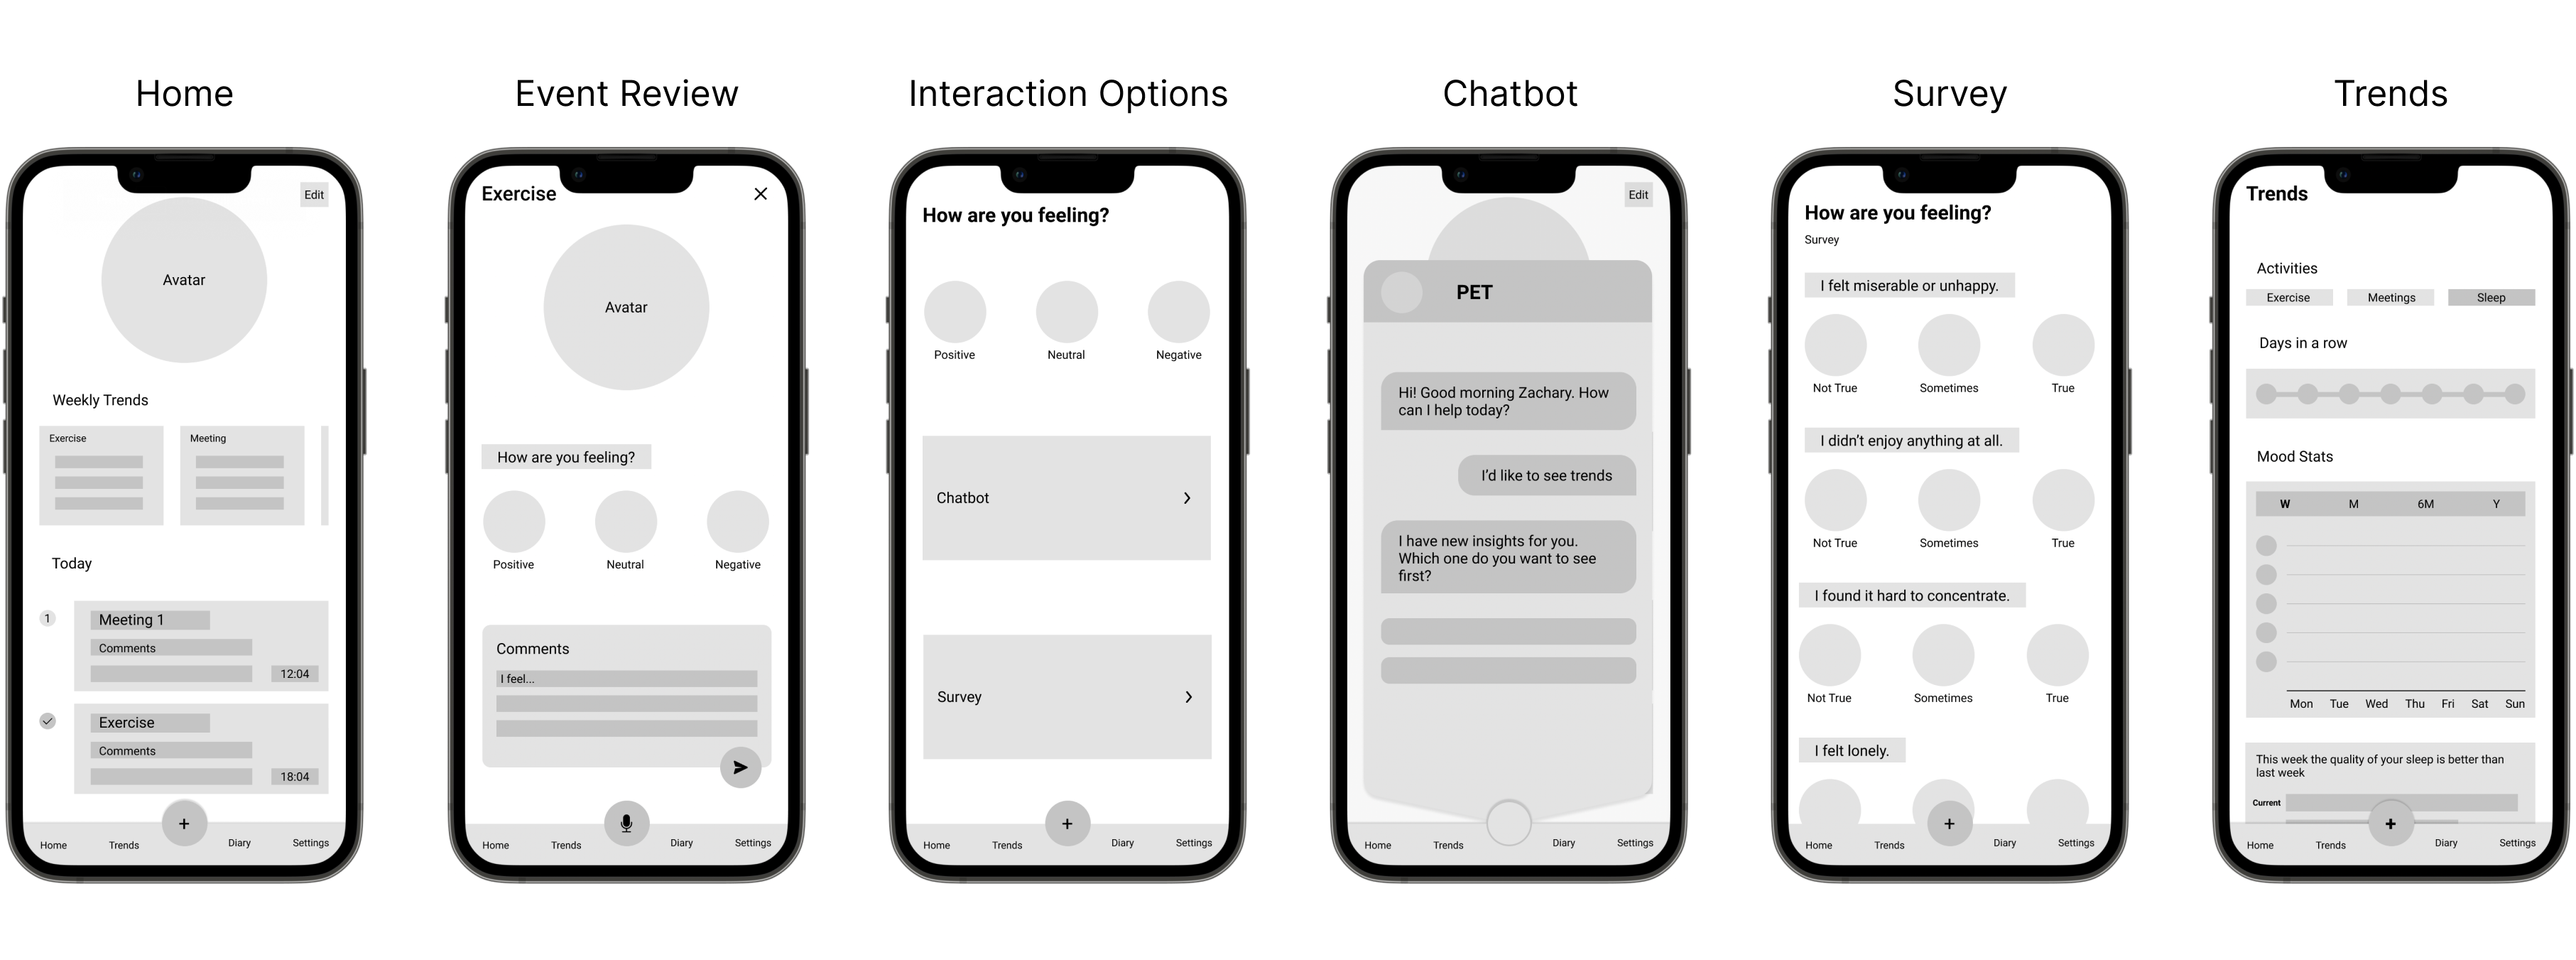 Home
Edit
Avatar
Weekly Trends
Exercise
Meeting
Today
1
Meeting 1
Comments
12:04
Exercise
Comments
18:04
+
Home
Trends
Diary
Settings
Event Review
Exercise
Avatar
How are you feeling?
Positive
Neutral
Negative
Comments
I feel...
Home
Trends
Diary
Settings
Interaction Options
How are you feeling?
Positive
Neutral
Negative
Chatbot
Survey
+
Home
Trends
Diary
Settings
Chatbot
Edit
PET
Hi! Good morning Zachary. How
can I help today?
I’d like to see trends
I have new insights for you.
Which one do you want to see
first?
Home
Trends
Diary
Settings
Survey
How are you feeling?
Survey
I felt miserable or unhappy.
Not True
Sometimes
True
I didn’t enjoy anything at all.
Not True
Sometimes
True
I found it hard to concentrate.
Not True
Sometimes
True
I felt lonely.
+
Home
Trends
Diary
Settings
Trends
Trends
Activities
Exercise
Meetings
Sleep
Days in a row
Mood Stats
W
M
6M
Y
Mon
Tue
Wed
Thu
Fri
Sat
Sun
This week the quality of your sleep is better than
last week
Current
+
Home
Trends
Diary
Settings